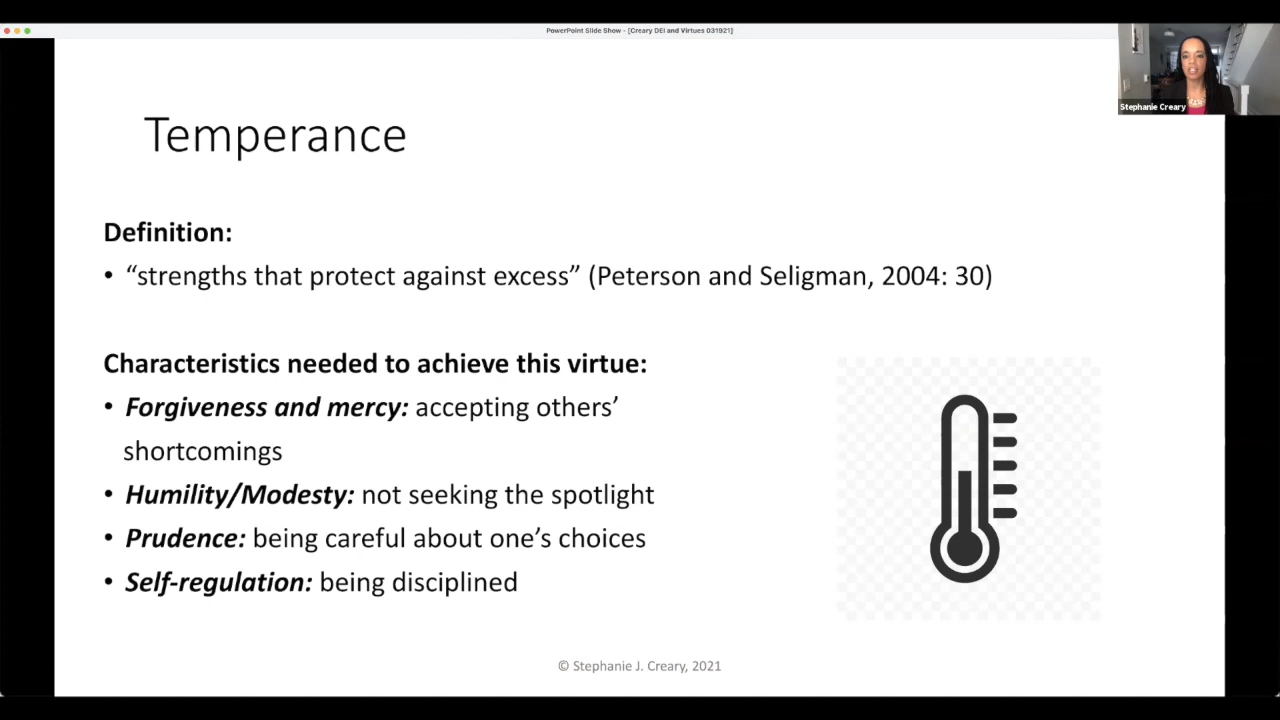 PowerPoint Slide Show - [Creary DEI and Virtues 031921]
Stephanie Creary
Temperance
Definition:
• “strengths that protect against excess” (Peterson and Seligman, 2004: 30)
Characteristics needed to achieve this virtue:
• Forgiveness and mercy: accepting others’
shortcomings
• Humility/Modesty: not seeking the spotlight
• Prudence: being careful about one’s choices
• Self-regulation: being disciplined
© Stephanie J. Creary, 2021